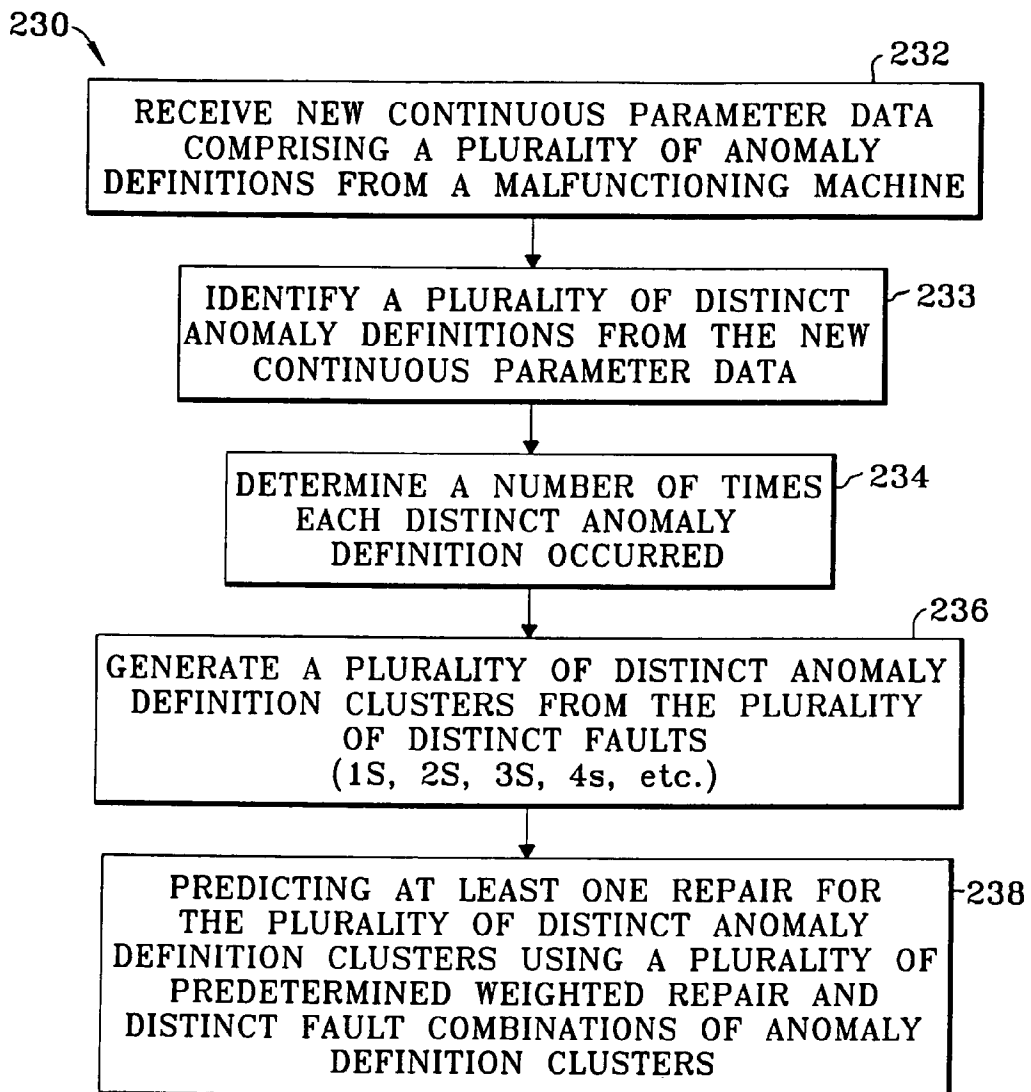 230
232
RECEIVE NEW CONTINUOUS PARAMETER DATA
COMPRISING A PLURALITY OF ANOMALY
DEFINITIONS FROM A MALFUNCTIONING MACHINE
233
IDENTIFY A PLURALITY OF DISTINCT
ANOMALY DEFINITIONS FROM THE NEW
CONTINUOUS PARAMETER DATA
234
DETERMINE A NUMBER OF TIMES
EACH DISTINCT ANOMALY
DEFINITION OCCURRED
236
GENERATE A PLURALITY OF DISTINCT ANOMALY
DEFINITION CLUSTERS FROM THE PLURALITY
OF DISTINCT FAULTS
(1S, 2S, 3S, 4s, etc.)
238
PREDICTING AT LEAST ONE REPAIR FOR
THE PLURALITY OF DISTINCT ANOMALY
DEFINITION CLUSTERS USING A PLURALITY OF
PREDETERMINED WEIGHTED REPAIR AND
DISTINCT FAULT COMBINATIONS OF ANOMALY
DEFINITION CLUSTERS